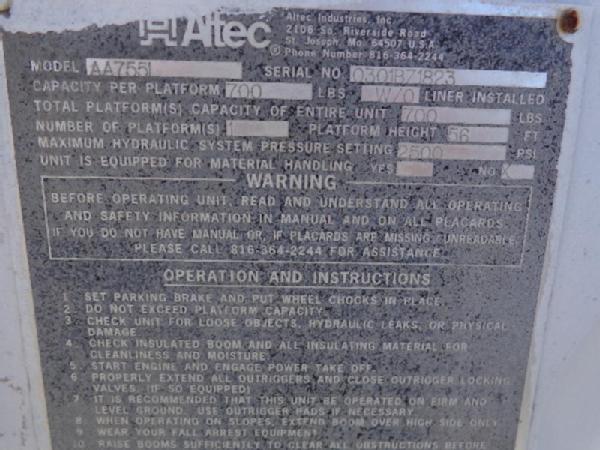 Altec
Altec Industries, Inc.
2106 So. Riverside Road
St. Joseph, Mo. 64507 U.S.A.
Phone Number 816-364-2244
MODEL AA755L SERIAL NO 0301BZ1823
CAPACITY PER PLATFORM 700 LBS W/O LINER INSTALLED
TOTAL PLATFORM(S) CAPACITY OF ENTIRE UNIT 700 LBS
NUMBER OF PLATFORM(S) 1 PLATFORM HEIGHT 56 FT
MAXIMUM HYDRAULIC SYSTEM PRESSURE SETTING 2500 PSI
UNIT IS EQUIPPED FOR MATERIAL HANDLING YES NO X
WARNING
BEFORE OPERATING UNIT, READ AND UNDERSTAND ALL OPERATING
AND SAFETY INFORMATION IN MANUAL AND ON ALL PLACARDS.
IF YOU DO NOT HAVE MANUAL OR, IF PLACARDS ARE MISSING/UNREADABLE,
PLEASE CALL 816-364-2244 FOR ASSISTANCE.
OPERATION AND INSTRUCTIONS
1. SET PARKING BRAKE AND PUT WHEEL CHOCKS IN PLACE.
2. DO NOT EXCEED PLATFORM CAPACITY.
3. CHECK UNIT FOR LOOSE OBJECTS, HYDRAULIC LEAKS, OR PHYSICAL
DAMAGE.
4. CHECK INSULATED BOOM AND ALL INSULATING MATERIAL FOR
CLEANLINESS AND MOISTURE.
5. START ENGINE AND ENGAGE POWER TAKE OFF.
6. PROPERLY EXTEND ALL OUTRIGGERS AND CLOSE OUTRIGGER LOCKING
VALVES, (IF SO EQUIPPED)
7. IT IS RECOMMENDED THAT THIS UNIT BE OPERATED ON FIRM AND
LEVEL GROUND. USE OUTRIGGER PADS IF NECESSARY.
8. WHEN OPERATING ON SLOPES, EXTEND BOOM OVER HIGH SIDE ONLY.
9. WEAR YOUR FALL ARREST EQUIPMENT.
10. RAISE BOOMS SUFFICIENTLY TO CLEAR ALL OBSTRUCTIONS BEFORE